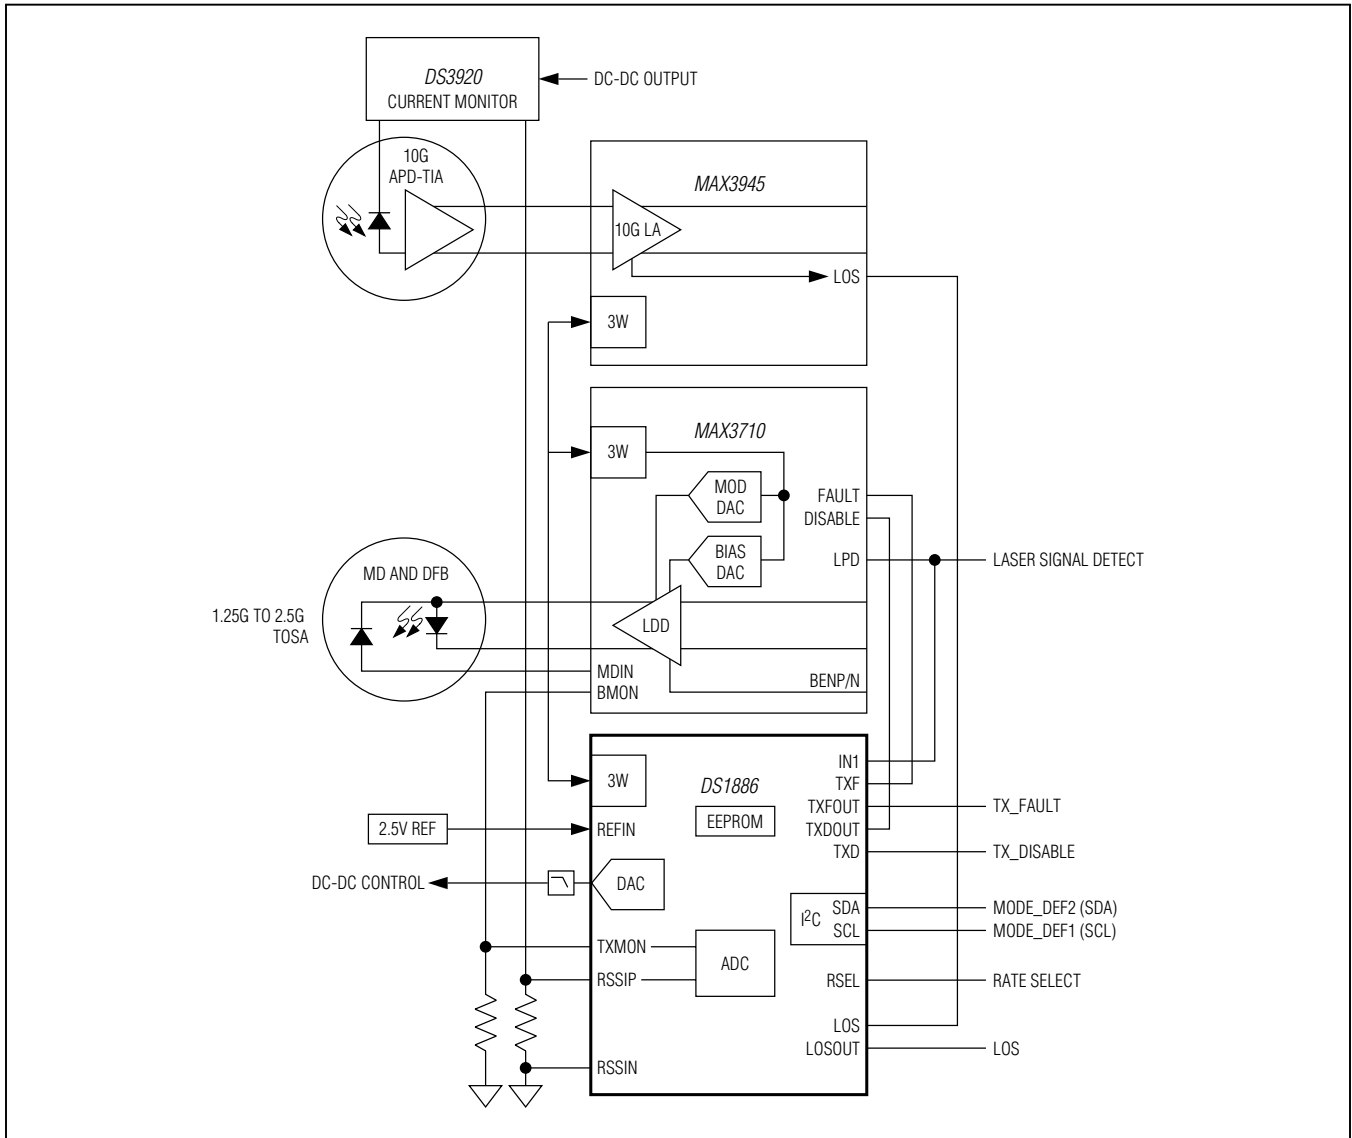 DS3920
CURRENT MONITOR
DC-DC OUTPUT
10G
APD-TIA
MAX3945
10G LA
LOS
3W
MAX3710
3W
MOD
DAC
BIAS
DAC
FAULT
DISABLE
LPD
LASER SIGNAL DETECT
MD AND DFB
1.25G TO 2.5G
TOSA
LDD
MDIN
BMON
BENP/N
DS1886
3W
EEPROM
IN1
TXF
TXFOUT
TX_FAULT
TXDOUT
TXD
TX_DISABLE
2.5V REF
REFIN
DC-DC CONTROL
DAC
I²C
SDA
MODE_DEF2 (SDA)
SCL
MODE_DEF1 (SCL)
TXMON
ADC
RSSIP
RSEL
RATE SELECT
LOS
LOSOUT
LOS
RSSIN